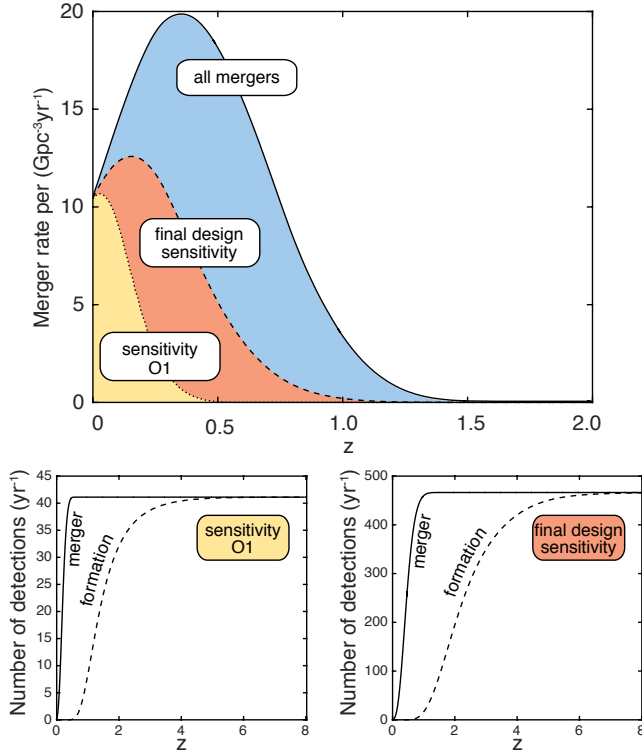 Merger rate per (Gpc⁻³yr⁻¹)
20
15
10
5
0
all mergers
final design
sensitivity
sensitivity
O1
0
0.5
1.0
1.5
2.0
z
Number of detections (yr⁻¹)
45
40
35
30
25
20
15
10
5
0
merger
formation
sensitivity
O1
0
2
4
6
8
z
Number of detections (yr⁻¹)
500
400
300
200
100
0
merger
formation
final design
sensitivity
0
2
4
6
8
z